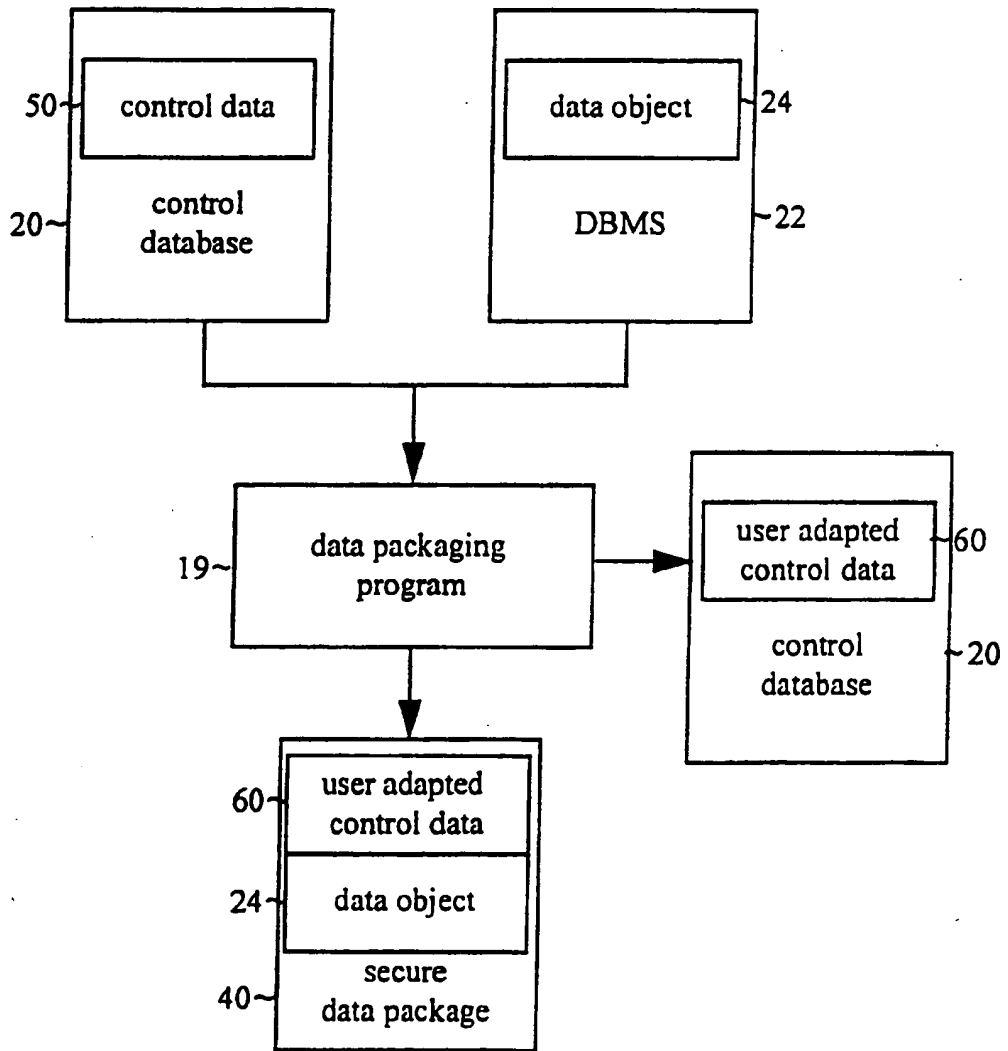 50~ control data
data object ~24
20~ control
database
DBMS ~22
19~ data packaging
program
user adapted
control data ~60
control
database ~20
60~ user adapted
control data
24~ data object
40~ secure
data package